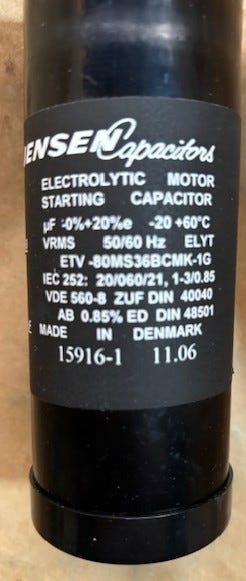 JENSEN Capacitors
ELECTROLYTIC MOTOR
STARTING CAPACITOR
µF -0%+20%e -20 +60°C
VRMS 50/60 Hz ELYT
ETV -80MS36BCMK-1G
IEC 252: 20/060/21, 1-3/0.85
VDE 560-8 ZUF DIN 40040
AB 0.85% ED DIN 48501
MADE IN DENMARK
15916-1 11.06